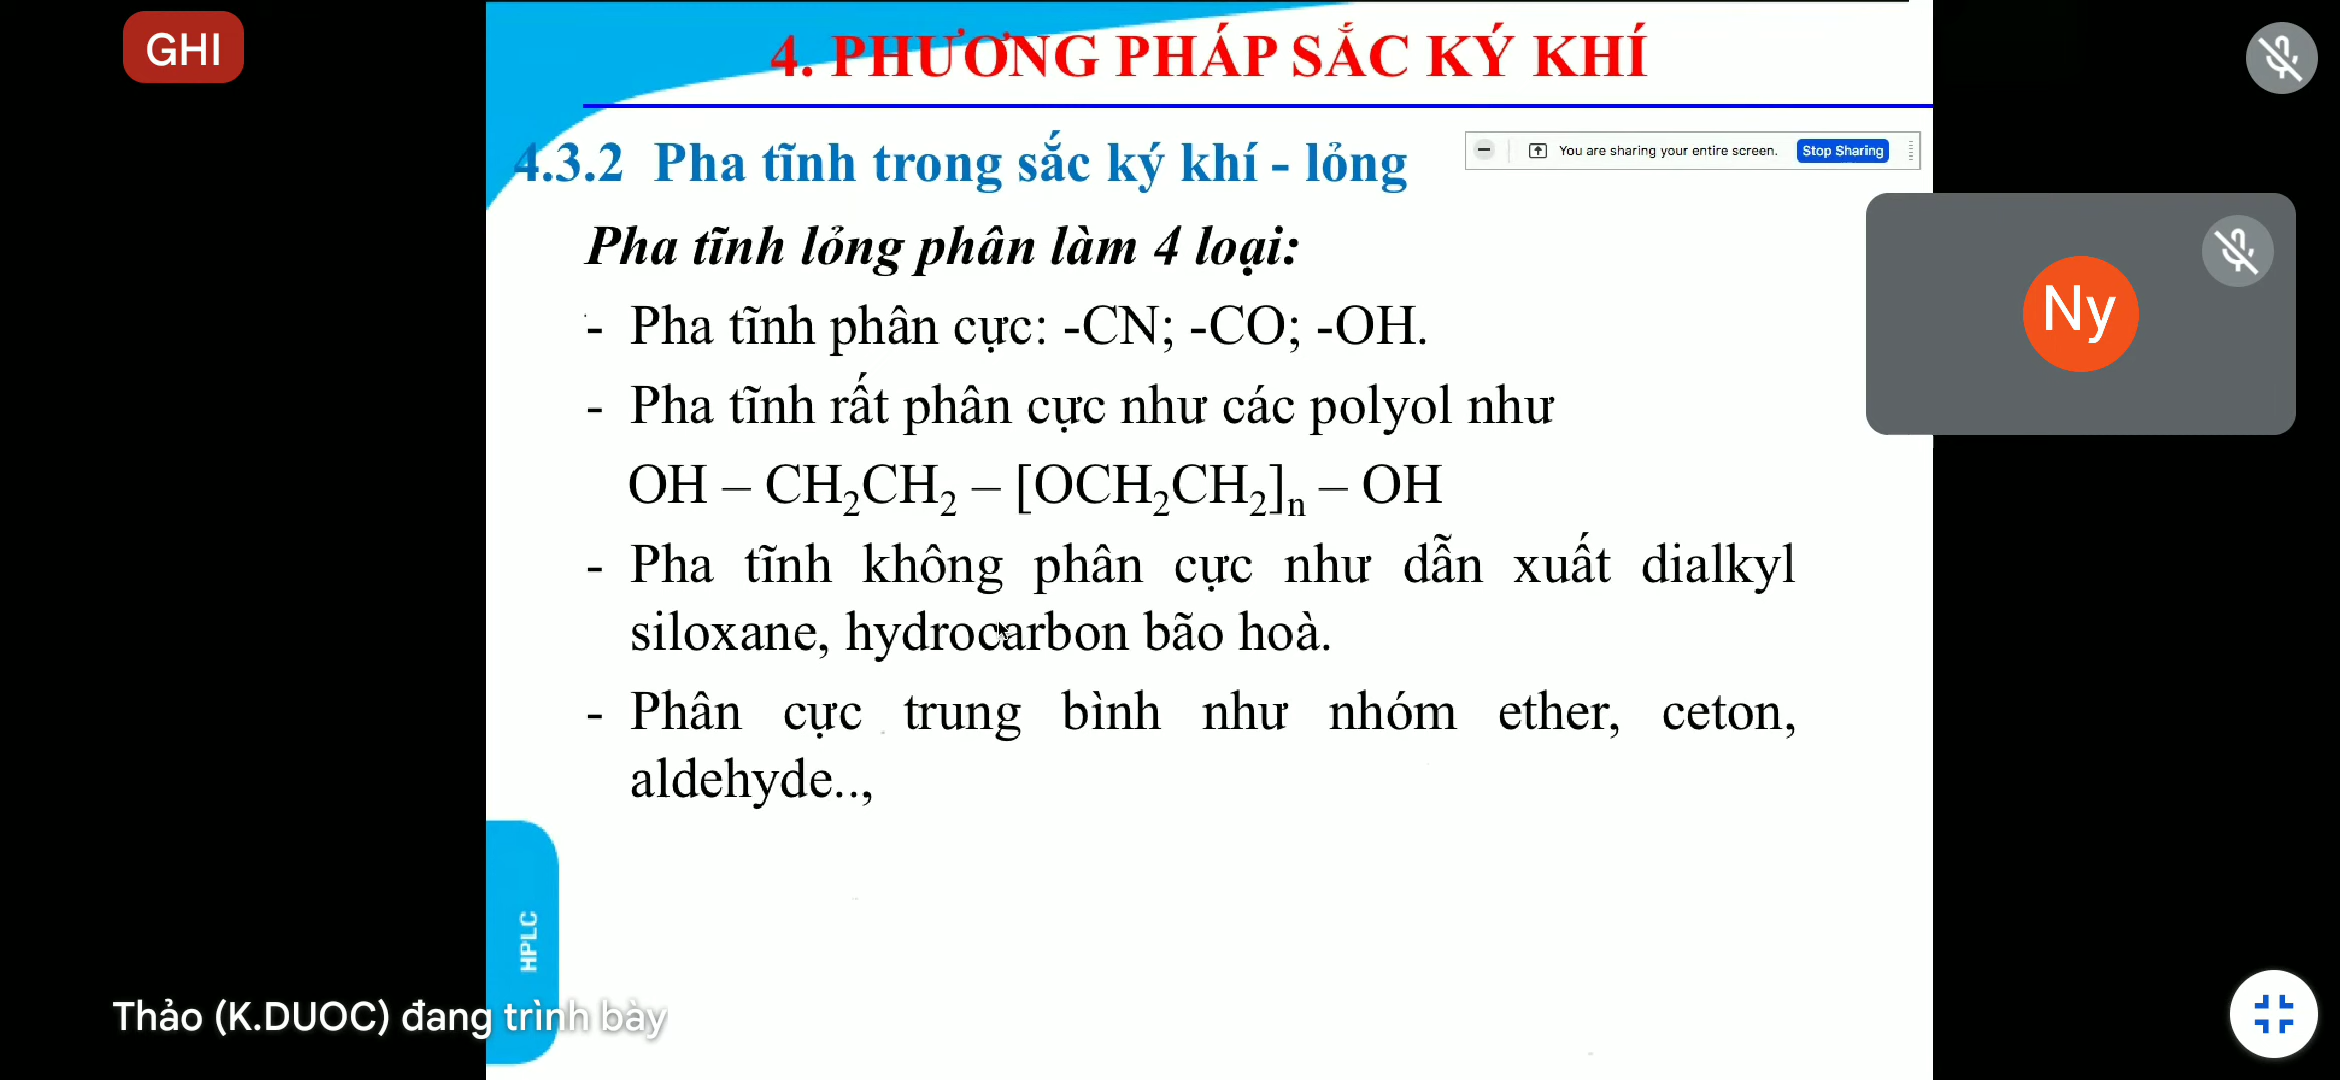 GHI
4. PHƯƠNG PHÁP SẮC KÝ KHÍ
4.3.2 Pha tĩnh trong sắc ký khí - lỏng
You are sharing your entire screen. Stop Sharing
Pha tĩnh lỏng phân làm 4 loại:
- Pha tĩnh phân cực: -CN; -CO; -OH.
Ny
- Pha tĩnh rất phân cực như các polyol như
OH – CH₂CH₂ – [OCH₂CH₂]ₙ – OH
- Pha tĩnh không phân cực như dẫn xuất dialkyl
siloxane, hydrocarbon bão hoà.
- Phân cực trung bình như nhóm ether, ceton,
aldehyde..,
HPLC
Thảo (K.DUOC) đang trình bày